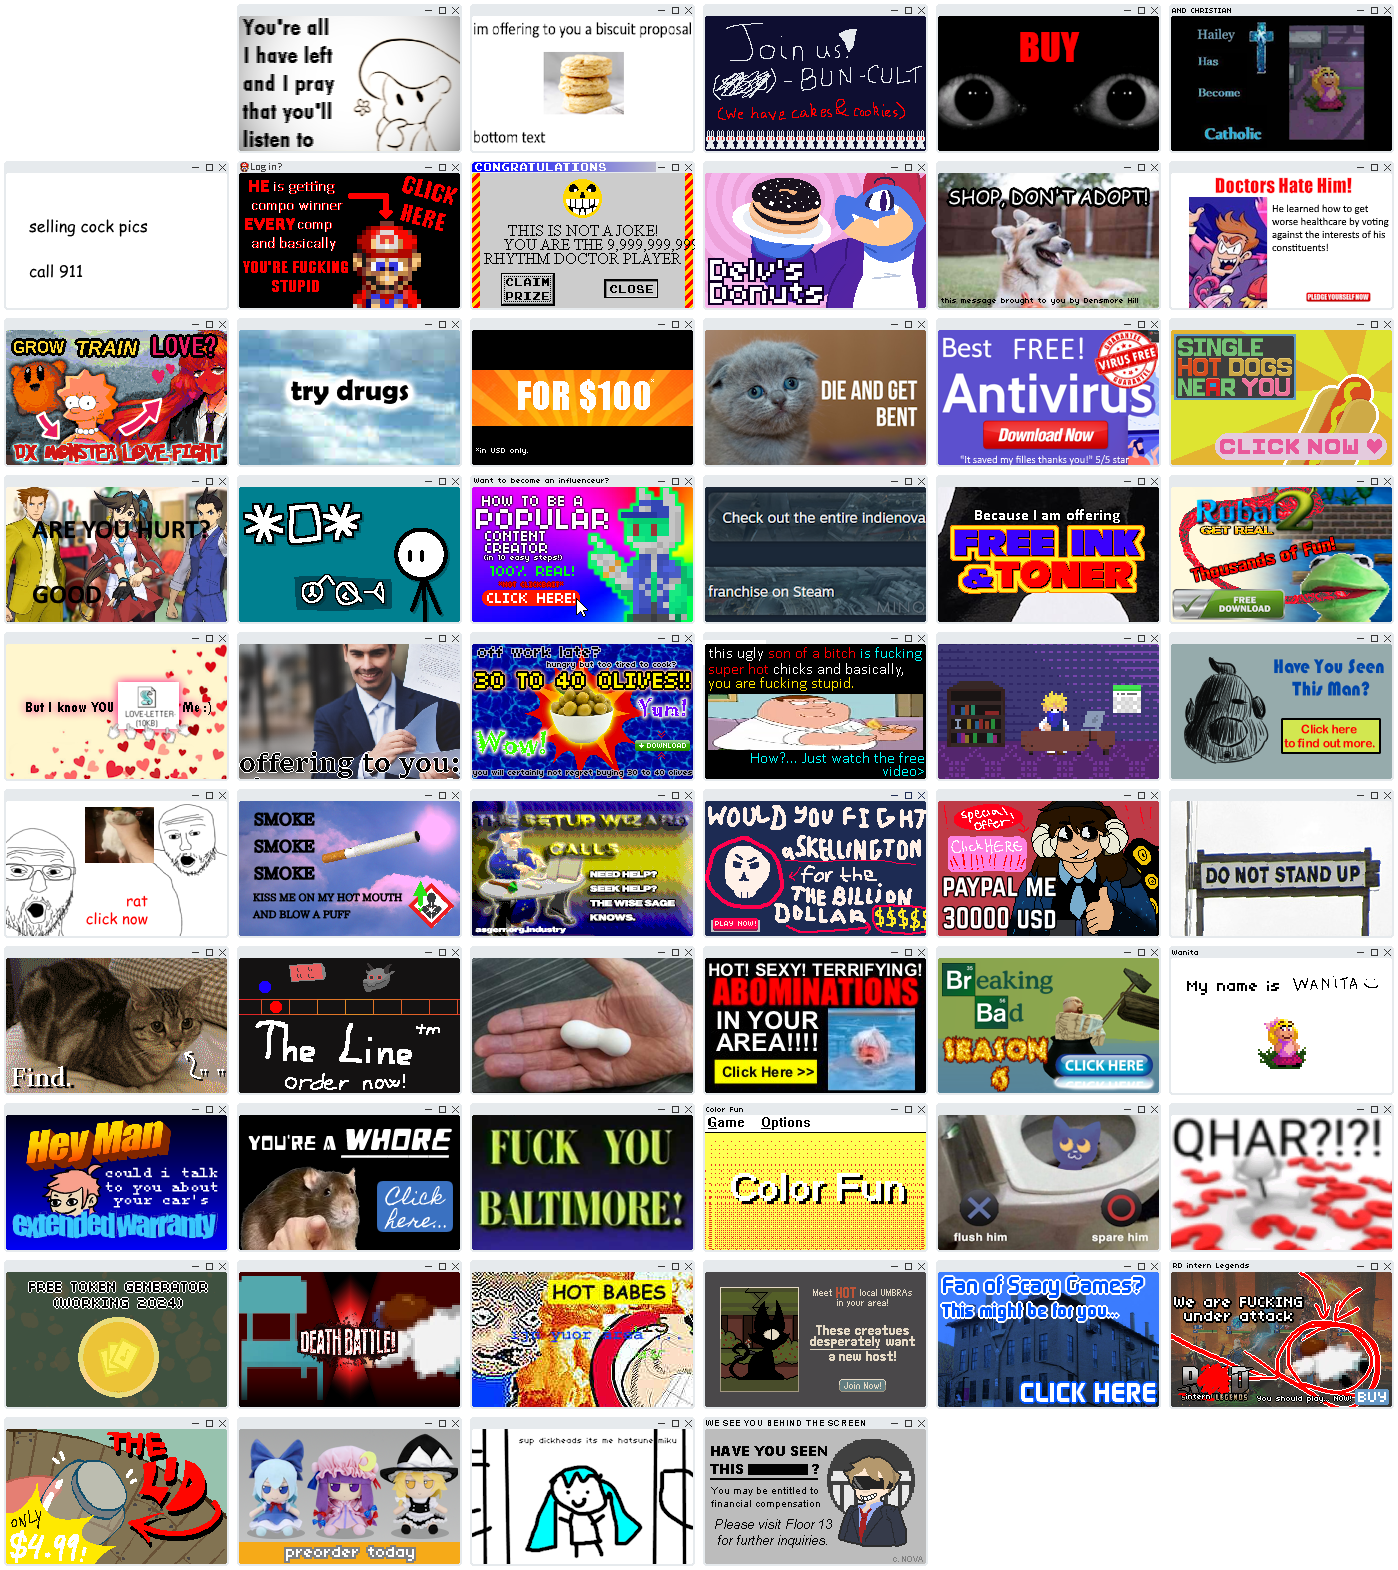 You're all
I have left
and I pray
that you'll
listen to
im offering to you a biscuit proposal
bottom text
Join us!
- BUN-CULT
(we have cakes & cookies)
BUY
AND CHRISTIAN
Hailey
Has
Become
Catholic
selling cock pics
call 911
Log in?
HE is getting
compo winner
EVERY comp
and basically
YOU'RE FUCKING
STUPID
CLICK
HERE
CONGRATULATIONS
THIS IS NOT A JOKE!
YOU ARE THE 9,999,999,99
RHYTHM DOCTOR PLAYER
CLAIM
PRIZE
CLOSE
Delv's
Donuts
SHOP, DON'T ADOPT!
this message brought to you by Densmore Hill
Doctors Hate Him!
He learned how to get
worse healthcare by voting
against the interests of his
constituents!
PLEDGE YOURSELF NOW
GROW TRAIN LOVE?
DX MONSTER LOVE-FIGHT
try drugs
FOR $100*
*in USD only.
DIE AND GET
BENT
Best FREE!
Antivirus
GUARANTEE
VIRUS FREE
GUARANTEE
Download Now
"It saved my filles thanks you!" 5/5 star
SINGLE
HOT DOGS
NEAR YOU
CLICK NOW
ARE YOU HURT?
GOOD
Want to become an influenceur?
HOW TO BE A
POPULAR
CONTENT
CREATOR
(in 10 easy steps!)
100% REAL!
*NOT CLICKBAIT*
CLICK HERE!
Check out the entire indienova
franchise on Steam
MINO
Because I am offering
FREE INK
& TONER
Rubat 2
GET REAL
Thousands of Fun!
FREE
DOWNLOAD
But I know YOU
LOVE-LETTER-
(10KB)
Me :)
offering to you:
off work late?
hungry but too tired to cook?
30 TO 40 OLIVES!!
Yum!
Wow!
DOWNLOAD
you will certainly not regret buying 30 to 40 olives
this ugly son of a bitch is fucking
super hot chicks and basically,
you are fucking stupid.
How?... Just watch the free
video>
Have You Seen
This Man?
Click here
to find out more.
rat
click now
SMOKE
SMOKE
SMOKE
KISS ME ON MY HOT MOUTH
AND BLOW A PUFF
THE SETUP WIZARD
CALLS
NEED HELP?
SEEK HELP?
THE WISE SAGE
KNOWS.
asgernorg.industry
WOULD YOU FIGHT
a SKELLINGTON
for the
THE BILLION
DOLLAR $$$$$
PLAY NOW!
special!
offer
Click HERE
PAYPAL ME
30000 USD
DO NOT STAND UP
Find.
The Line™
order now!
HOT! SEXY! TERRIFYING!
ABOMINATIONS
IN YOUR
AREA!!!!
Click Here >>
35
Breaking
56
Bad
SEASON
6
CLICK HERE
Wanita
My name is WANITA
Hey Man
could i talk
to you about
your car's
extended warranty
YOU'RE A WHORE
Click
here...
FUCK YOU
BALTIMORE!
Color Fun
Game Options
Color Fun
flush him
spare him
QHAR?!?!
FREE TOKEN GENERATOR
(WORKING 2024)
DEATH BATTLE!
HOT BABES
iyn yuor area
Meet HOT local UMBRAs
in your area!
These creatues
desperately want
a new host!
Join Now!
Fan of Scary Games?
This might be for you...
CLICK HERE
RD intern Legends
We are FUCKING
under attack
intern LEGENDS
You should play... Now!
BUY
THE
LID
ONLY
$4.99!
preorder today
sup dickheads its me hatsune miku
WE SEE YOU BEHIND THE SCREEN
HAVE YOU SEEN
THIS ?
You may be entitled to
financial compensation
Please visit Floor 13
for further inquiries.
c. NOVA